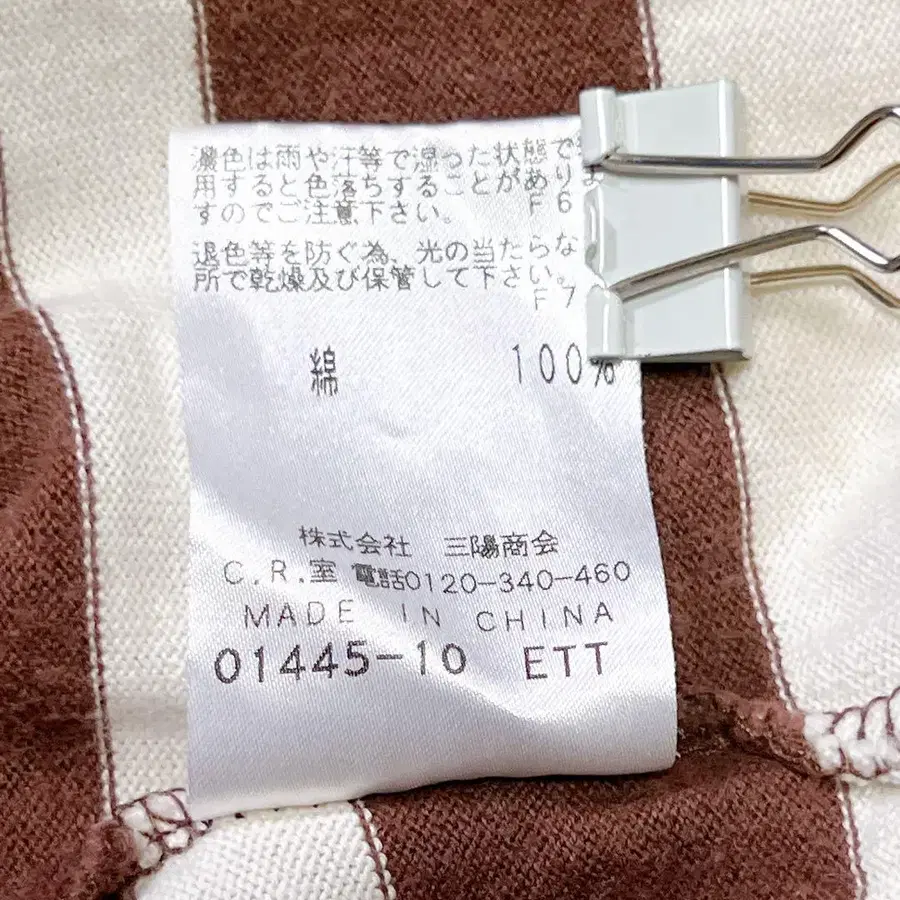 濃色は雨や汗等で湿った状態で
用すると色落ちすることがあり
すのでご注意下さい。 F6
退色等を防ぐ為、光の当たらな
所で乾燥及び保管して下さい。
F7
綿 100%
株式会社 三陽商会
C.R.室 電話0120-340-460
MADE IN CHINA
01445-10 ETT